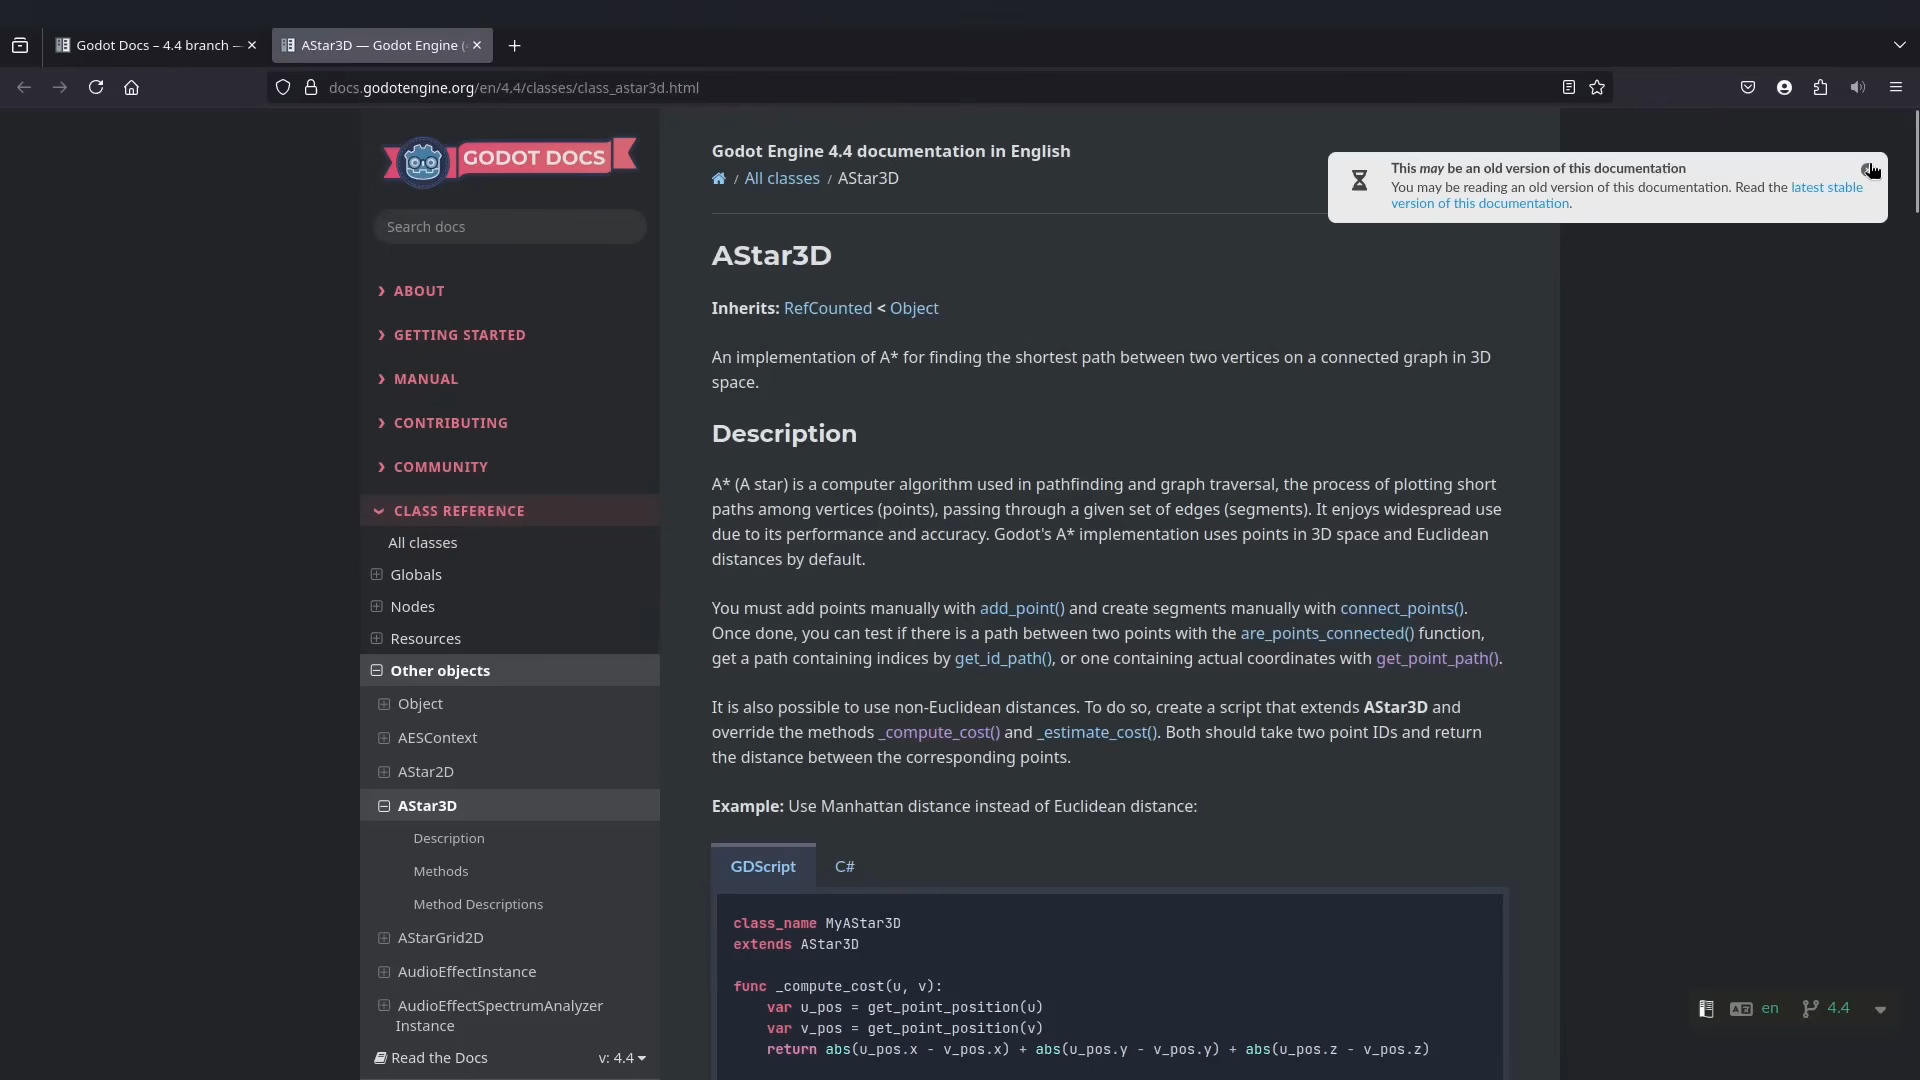 Godot Docs – 4.4 branch —
AStar3D — Godot Engine (
docs.godotengine.org/en/4.4/classes/class_astar3d.html
GODOT DOCS
Search docs
ABOUT
GETTING STARTED
MANUAL
CONTRIBUTING
COMMUNITY
CLASS REFERENCE
All classes
Globals
Nodes
Resources
Other objects
Object
AESContext
AStar2D
AStar3D
Description
Methods
Method Descriptions
AStarGrid2D
AudioEffectInstance
AudioEffectSpectrumAnalyzer
Instance
Read the Docs
v: 4.4
Godot Engine 4.4 documentation in English
/ All classes / AStar3D
This may be an old version of this documentation
You may be reading an old version of this documentation. Read the latest stable
version of this documentation.
AStar3D
Inherits: RefCounted < Object
An implementation of A* for finding the shortest path between two vertices on a connected graph in 3D
space.
Description
A* (A star) is a computer algorithm used in pathfinding and graph traversal, the process of plotting short
paths among vertices (points), passing through a given set of edges (segments). It enjoys widespread use
due to its performance and accuracy. Godot's A* implementation uses points in 3D space and Euclidean
distances by default.
You must add points manually with add_point() and create segments manually with connect_points().
Once done, you can test if there is a path between two points with the are_points_connected() function,
get a path containing indices by get_id_path(), or one containing actual coordinates with get_point_path().
It is also possible to use non-Euclidean distances. To do so, create a script that extends AStar3D and
override the methods _compute_cost() and _estimate_cost(). Both should take two point IDs and return
the distance between the corresponding points.
Example: Use Manhattan distance instead of Euclidean distance:
GDScript
C#
class_name MyAStar3D
extends AStar3D
func _compute_cost(u, v):
    var u_pos = get_point_position(u)
    var v_pos = get_point_position(v)
    return abs(u_pos.x - v_pos.x) + abs(u_pos.y - v_pos.y) + abs(u_pos.z - v_pos.z)
en
4.4